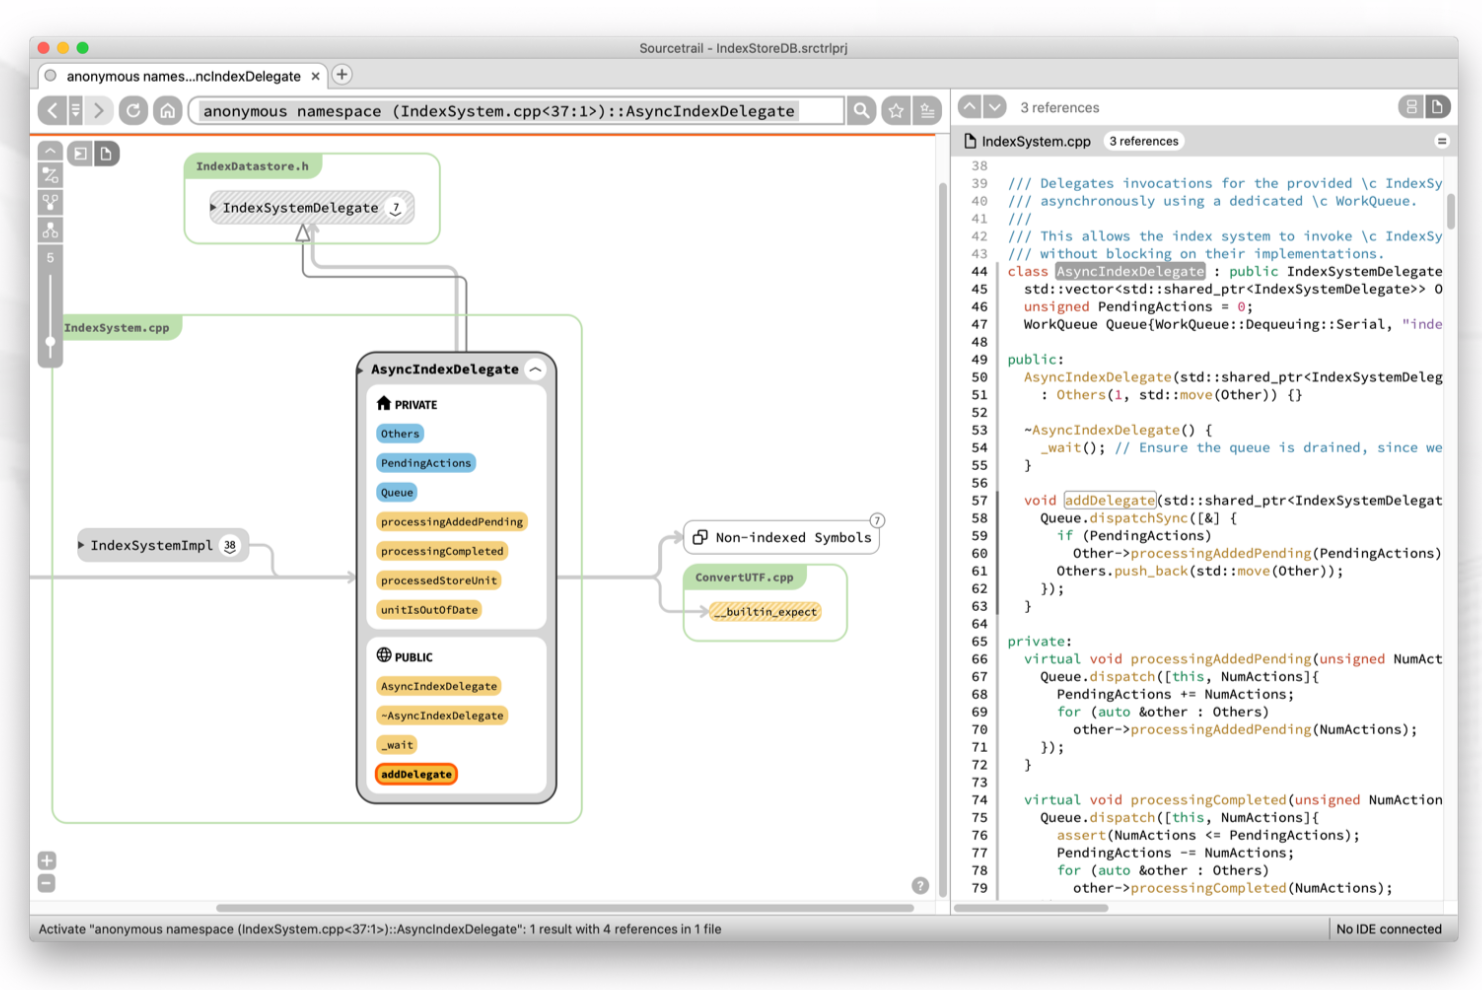 Sourcetrail - IndexStoreDB.srctrlprj
anonymous names...ncIndexDelegate
anonymous namespace (IndexSystem.cpp<37:1>)::AsyncIndexDelegate
3 references
IndexSystem.cpp 3 references
5
IndexDatastore.h
IndexSystemDelegate 7
IndexSystem.cpp
AsyncIndexDelegate
PRIVATE
Others
PendingActions
Queue
processingAddedPending
processingCompleted
processedStoreUnit
unitIsOutOfDate
PUBLIC
AsyncIndexDelegate
~AsyncIndexDelegate
_wait
addDelegate
IndexSystemImpl 38
Non-indexed Symbols 7
ConvertUTF.cpp
__builtin_expect
?
38
39 /// Delegates invocations for the provided \c IndexSy
40 /// asynchronously using a dedicated \c WorkQueue.
41 ///
42 /// This allows the index system to invoke \c IndexSy
43 /// without blocking on their implementations.
44 class AsyncIndexDelegate : public IndexSystemDelegate
45 std::vector<std::shared_ptr<IndexSystemDelegate>> O
46 unsigned PendingActions = 0;
47 WorkQueue Queue{WorkQueue::Dequeuing::Serial, "inde
48
49 public:
50 AsyncIndexDelegate(std::shared_ptr<IndexSystemDeleg
51 : Others(1, std::move(Other)) {}
52
53 ~AsyncIndexDelegate() {
54 _wait(); // Ensure the queue is drained, since we
55 }
56
57 void addDelegate(std::shared_ptr<IndexSystemDelegat
58 Queue.dispatchSync([&] {
59 if (PendingActions)
60 Other->processingAddedPending(PendingActions)
61 Others.push_back(std::move(Other));
62 });
63 }
64
65 private:
66 virtual void processingAddedPending(unsigned NumAct
67 Queue.dispatch([this, NumActions]{
68 PendingActions += NumActions;
69 for (auto &other : Others)
70 other->processingAddedPending(NumActions);
71 });
72 }
73
74 virtual void processingCompleted(unsigned NumAction
75 Queue.dispatch([this, NumActions]{
76 assert(NumActions <= PendingActions);
77 PendingActions -= NumActions;
78 for (auto &other : Others)
79 other->processingCompleted(NumActions);
Activate "anonymous namespace (IndexSystem.cpp<37:1>)::AsyncIndexDelegate": 1 result with 4 references in 1 file
No IDE connected